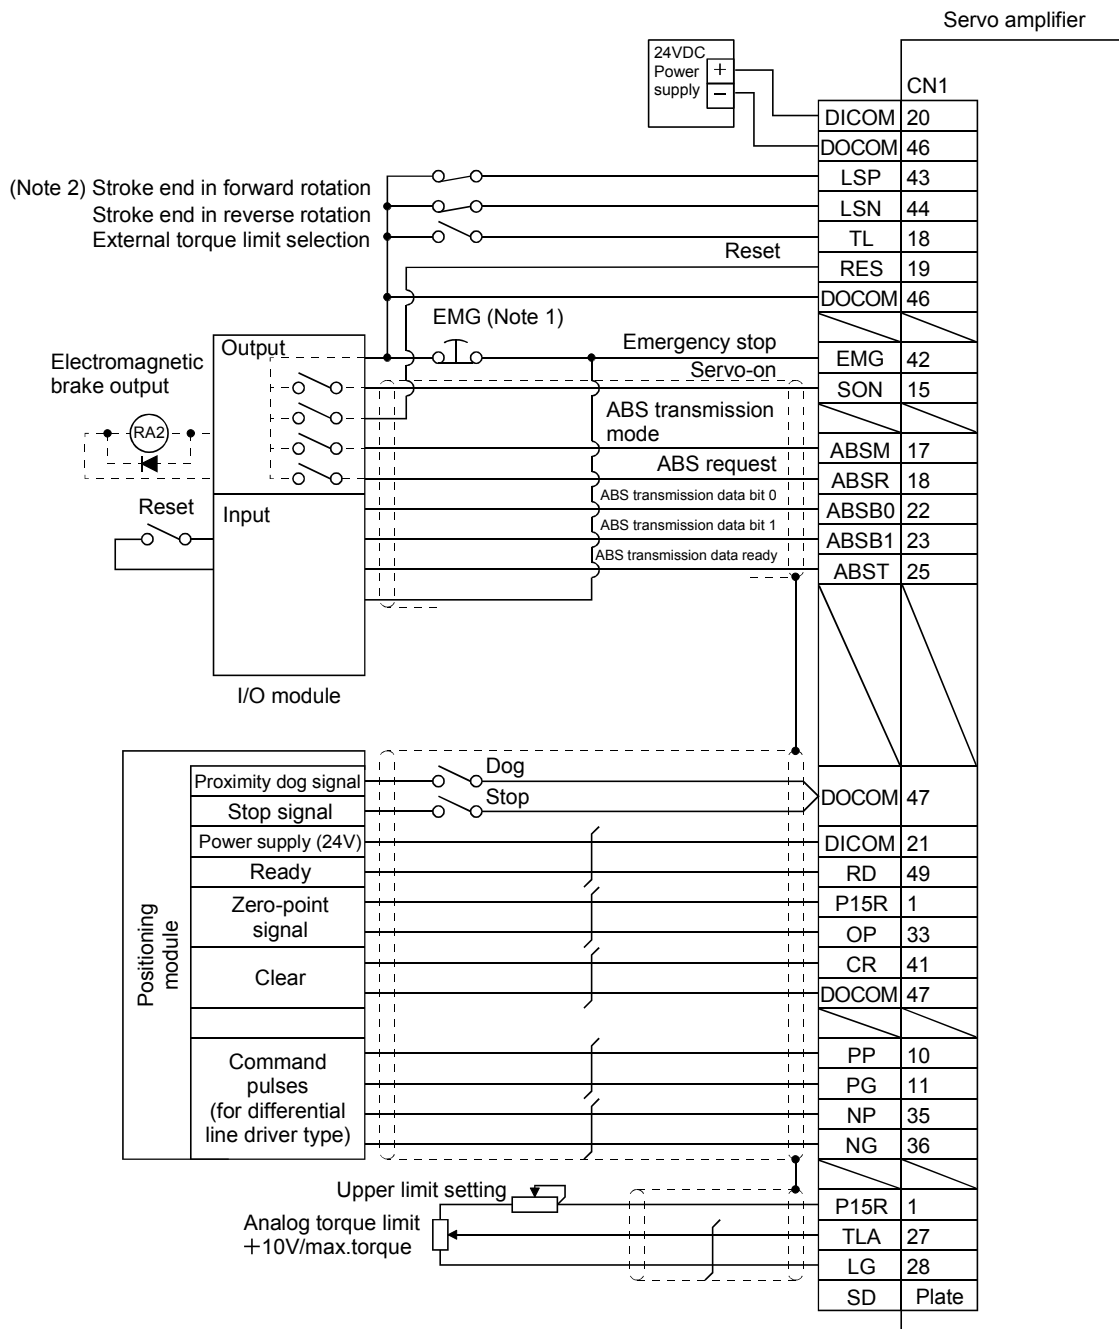 Servo amplifier
24VDC
Power
supply
+
−
CN1
DICOM 20
DOCOM 46
(Note 2) Stroke end in forward rotation
LSP 43
Stroke end in reverse rotation
LSN 44
External torque limit selection
TL 18
Reset
RES 19
DOCOM 46
EMG (Note 1)
Output
Emergency stop
EMG 42
Electromagnetic
brake output
Servo-on
SON 15
RA2
ABS transmission
mode
ABSM 17
ABS request
ABSR 18
Reset
Input
ABS transmission data bit 0
ABSB0 22
ABS transmission data bit 1
ABSB1 23
ABS transmission data ready
ABST 25
I/O module
Positioning
module
Proximity dog signal
Dog
Stop signal
Stop
DOCOM 47
Power supply (24V)
DICOM 21
Ready
RD 49
Zero-point
signal
P15R 1
OP 33
Clear
CR 41
DOCOM 47
Command
pulses
(for differential
line driver type)
PP 10
PG 11
NP 35
NG 36
Upper limit setting
P15R 1
Analog torque limit
+10V/max.torque
TLA 27
LG 28
SD Plate